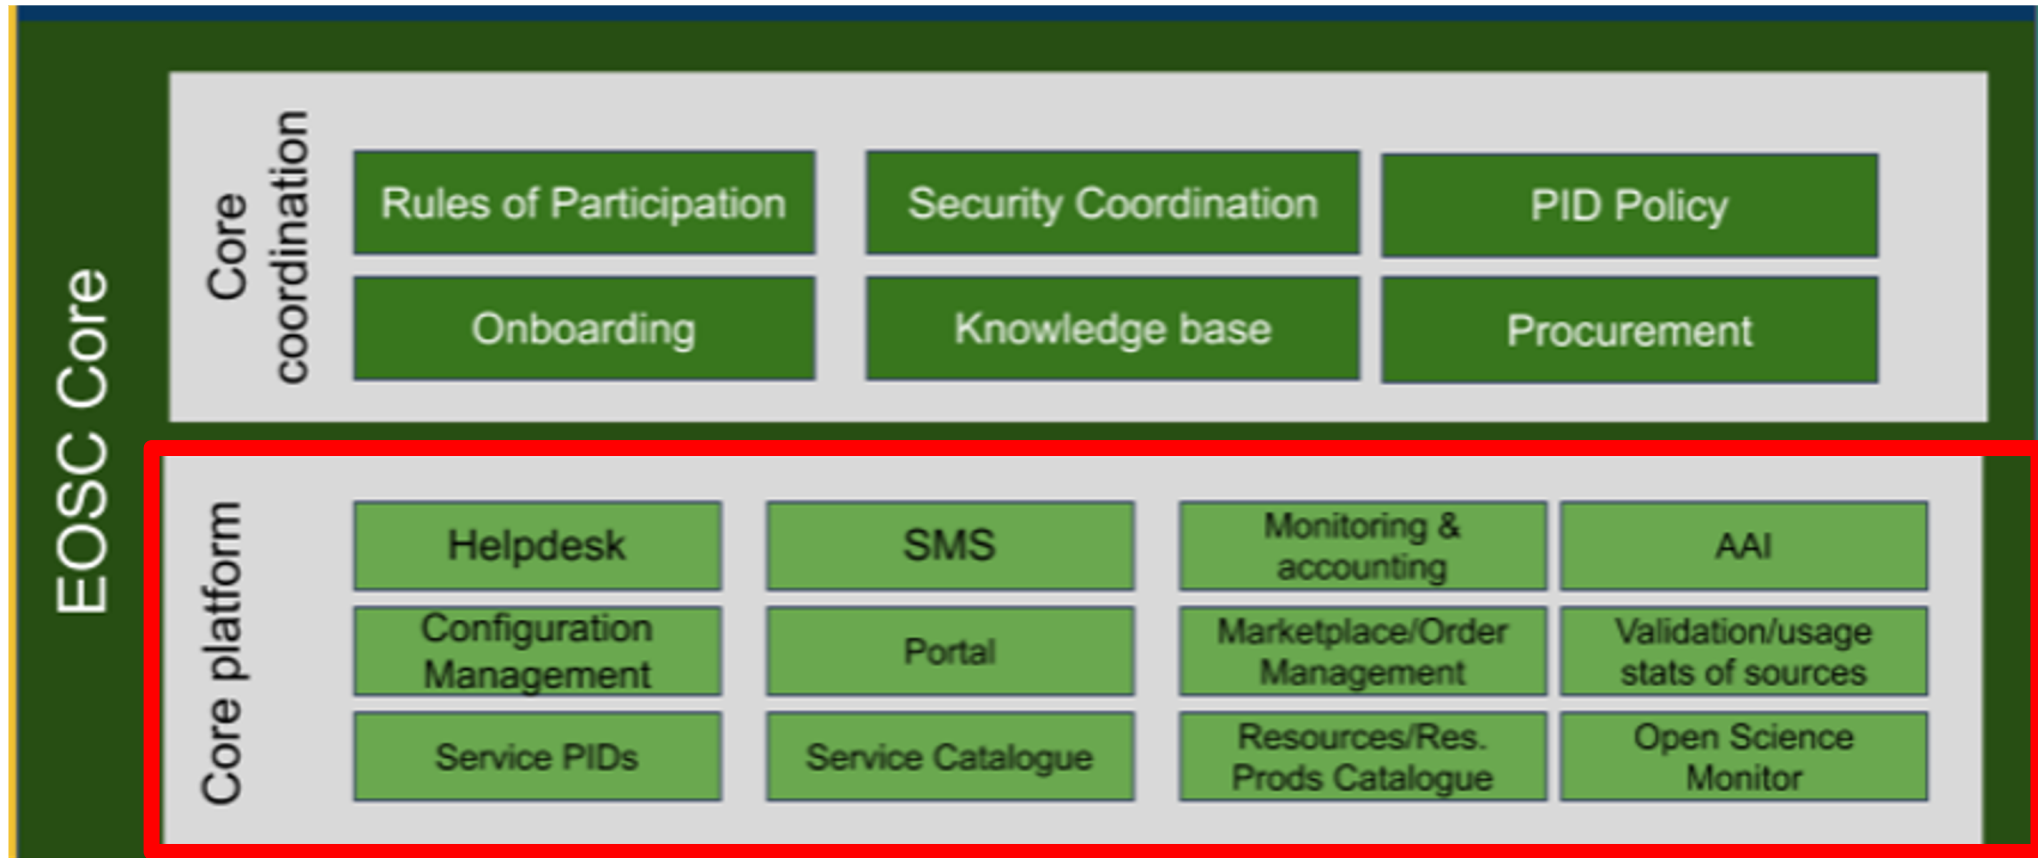 EOSC Core
Core
coordination
Rules of Participation
Security Coordination
PID Policy
Onboarding
Knowledge base
Procurement
Core platform
Helpdesk
SMS
Monitoring &
accounting
AAI
Configuration
Management
Portal
Marketplace/Order
Management
Validation/usage
stats of sources
Service PIDs
Service Catalogue
Resources/Res.
Prods Catalogue
Open Science
Monitor